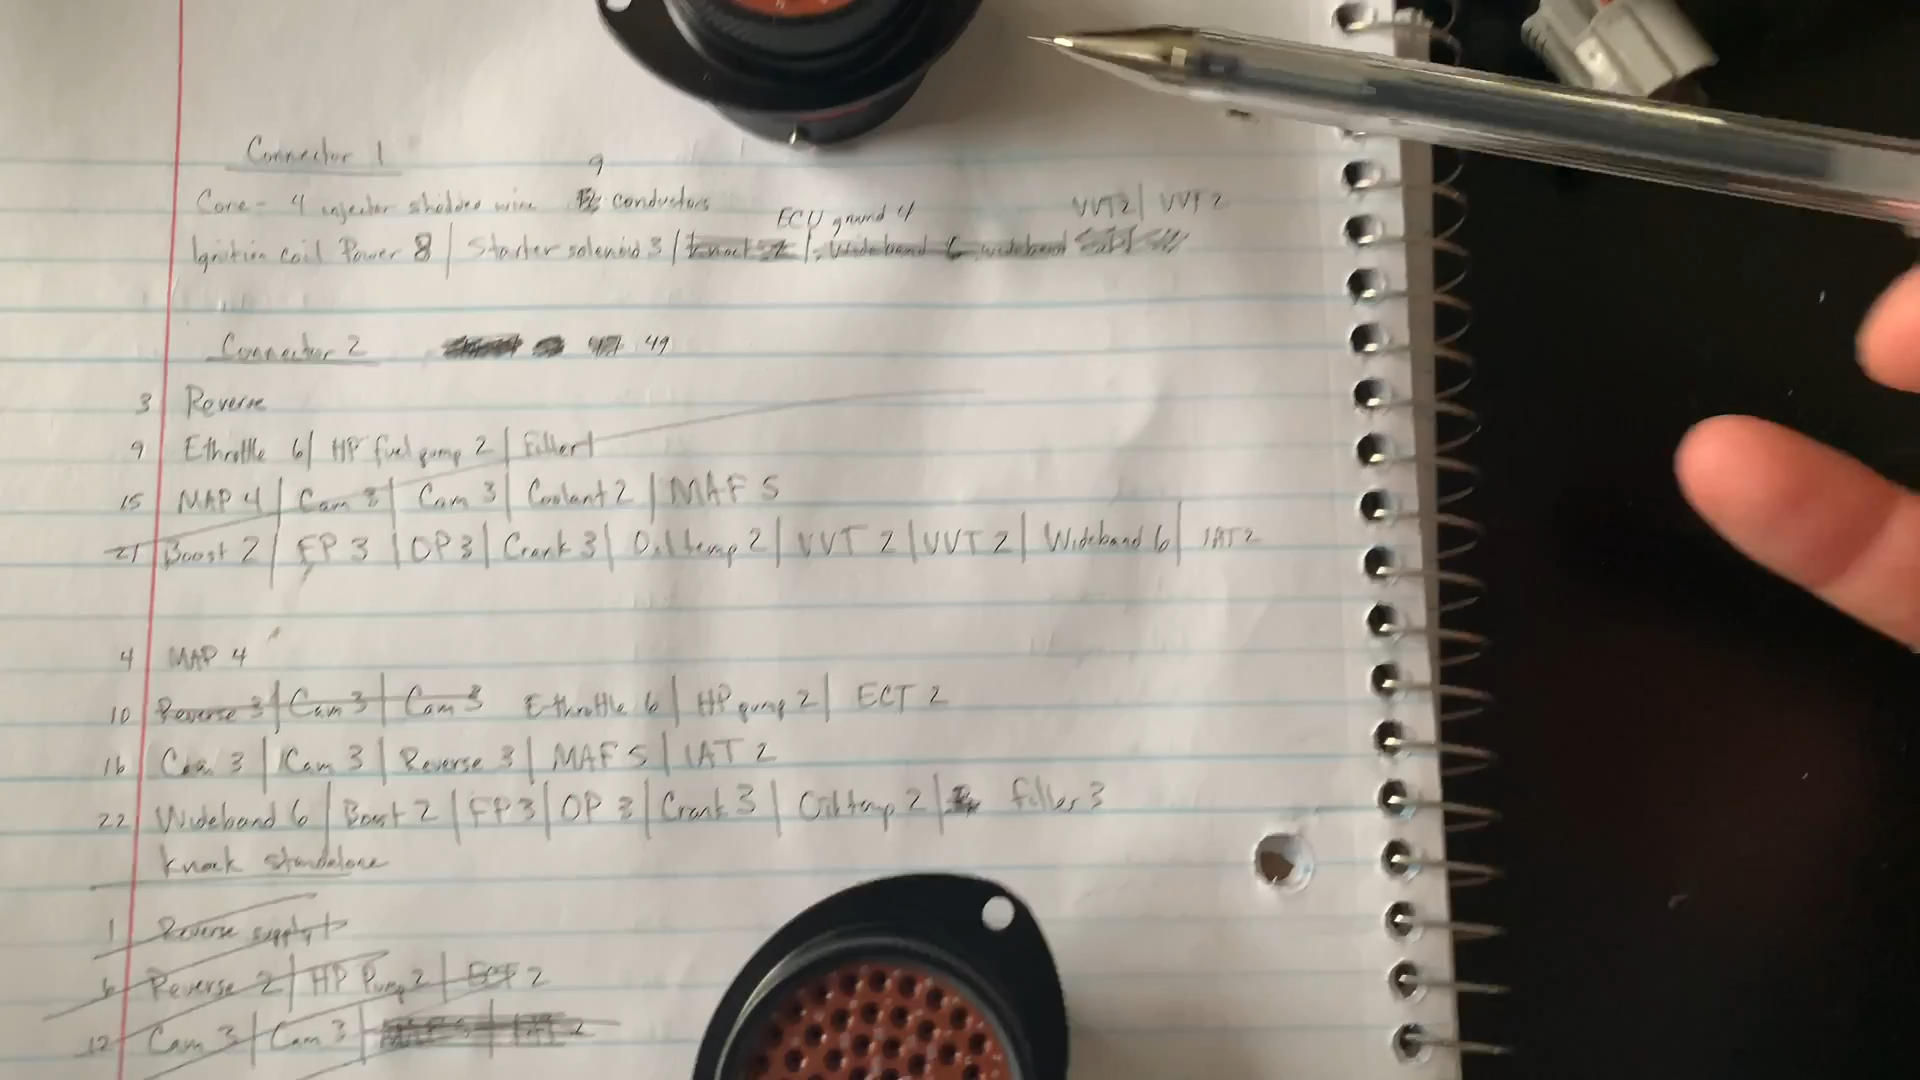 Connector 1
9
Core - 4 injector shielded wire conductors
ECU ground 4 VVT2 | VVT 2
Ignition coil Power 8 | Starter solenoid 3 | Knock 2 | Wideband 6 wideband
Connector 2 47 49
3 Reverse
9 Ethrottle 6 | HP fuel pump 2 | Filler 1
15 MAP 4 | Cam 3 | Cam 3 | Coolant 2 | MAF 5
21 Boost 2 | FP 3 | OP 3 | Crank 3 | Oil temp 2 | VVT 2 | VVT 2 | Wideband 6 | IAT 2
4 MAP 4
10 Reverse 3 | Cam 3 | Cam 3 Ethrottle 6 | HP pump 2 | ECT 2
16 Cam 3 | Cam 3 | Reverse 3 | MAF 5 | IAT 2
22 Wideband 6 | Boost 2 | FP 3 | OP 3 | Crank 3 | Oil temp 2 | filler 3
Knock standalone
1 Reverse supply
6 Reverse 2 | HP Pump 2 | ECT 2
12 Cam 3 | Cam 3